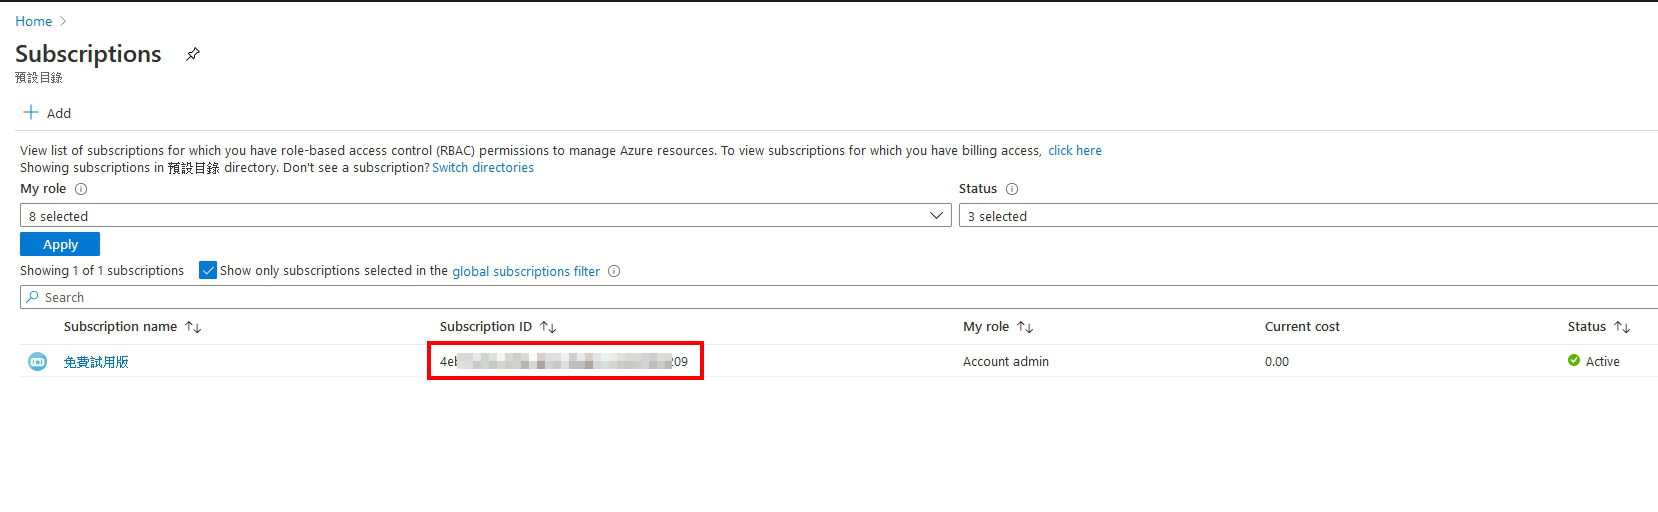 Home
Subscriptions
預設目錄
Add
View list of subscriptions for which you have role-based access control (RBAC) permissions to manage Azure resources. To view subscriptions for which you have billing access, click here
Showing subscriptions in 預設目錄 directory. Don't see a subscription? Switch directories
My role Status
8 selected 3 selected
Apply
Showing 1 of 1 subscriptions Show only subscriptions selected in the global subscriptions filter
Search
Subscription name Subscription ID My role Current cost Status
免費試用版 4e 209 Account admin 0.00 Active